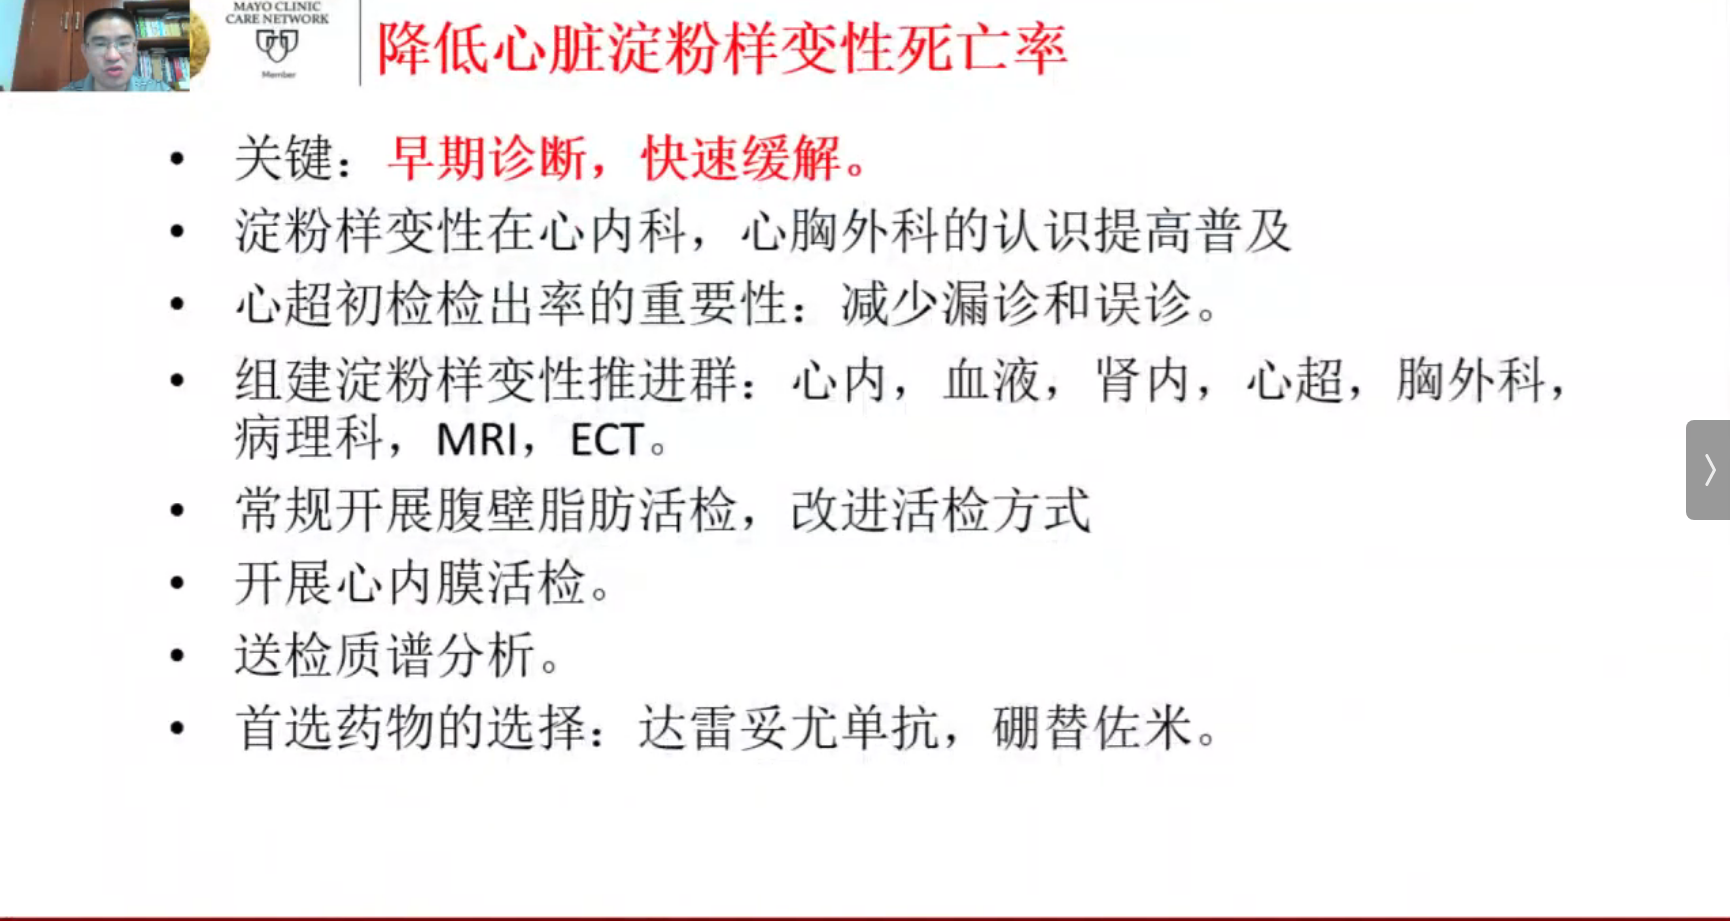 MAYO CLINIC
CARE NETWORK
Member
降低心脏淀粉样变性死亡率
• 关键：早期诊断，快速缓解。
• 淀粉样变性在心内科，心胸外科的认识提高普及
• 心超初检检出率的重要性：减少漏诊和误诊。
• 组建淀粉样变性推进群：心内，血液，肾内，心超，胸外科，
病理科，MRI，ECT。
• 常规开展腹壁脂肪活检，改进活检方式
• 开展心内膜活检。
• 送检质谱分析。
• 首选药物的选择：达雷妥尤单抗，硼替佐米。